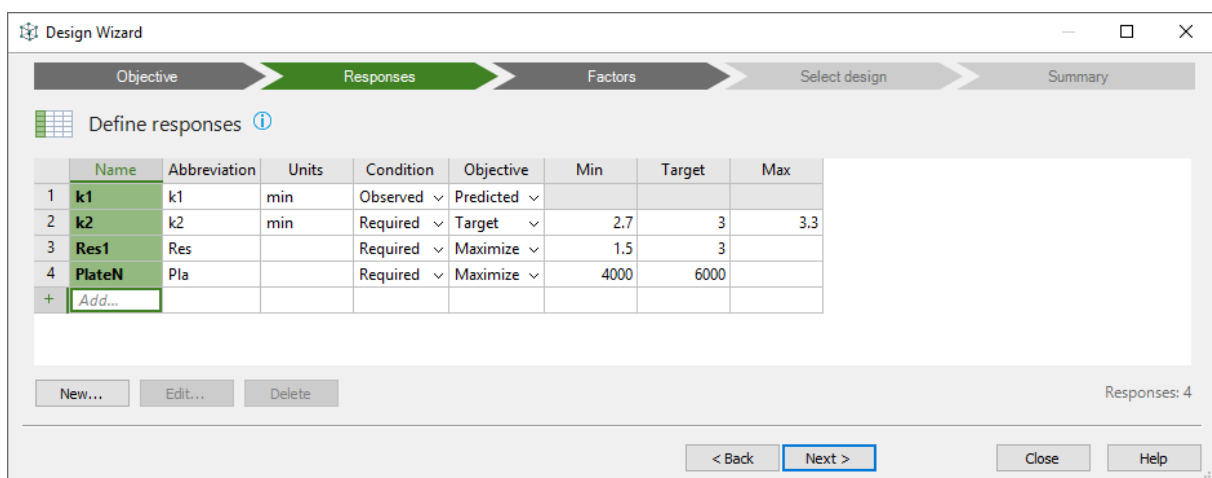 Design Wizard
Objective Responses Factors Select design Summary
Define responses
Name Abbreviation Units Condition Objective Min Target Max
1 k1 k1 min Observed Predicted
2 k2 k2 min Required Target 2.7 3 3.3
3 Res1 Res Required Maximize 1.5 3
4 PlateN Pla Required Maximize 4000 6000
+ Add...
New... Edit... Delete Responses: 4
< Back Next > Close Help